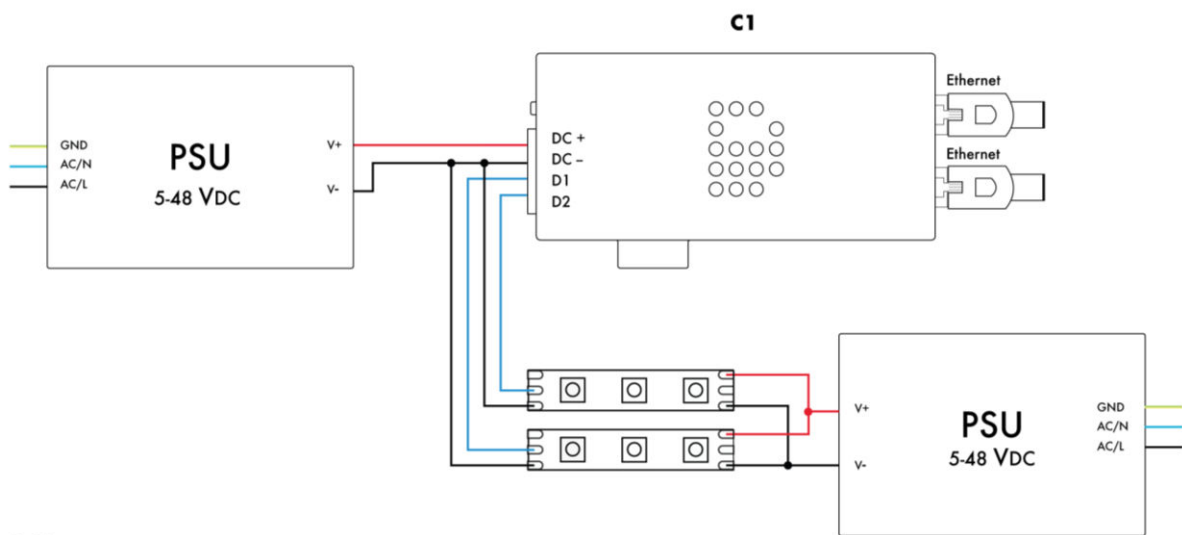 C1
Ethernet
GND
AC/N
AC/L
PSU
5-48 VDC
V+
V-
DC +
DC –
D1
D2
Ethernet
V+
V-
PSU
5-48 VDC
GND
AC/N
AC/L